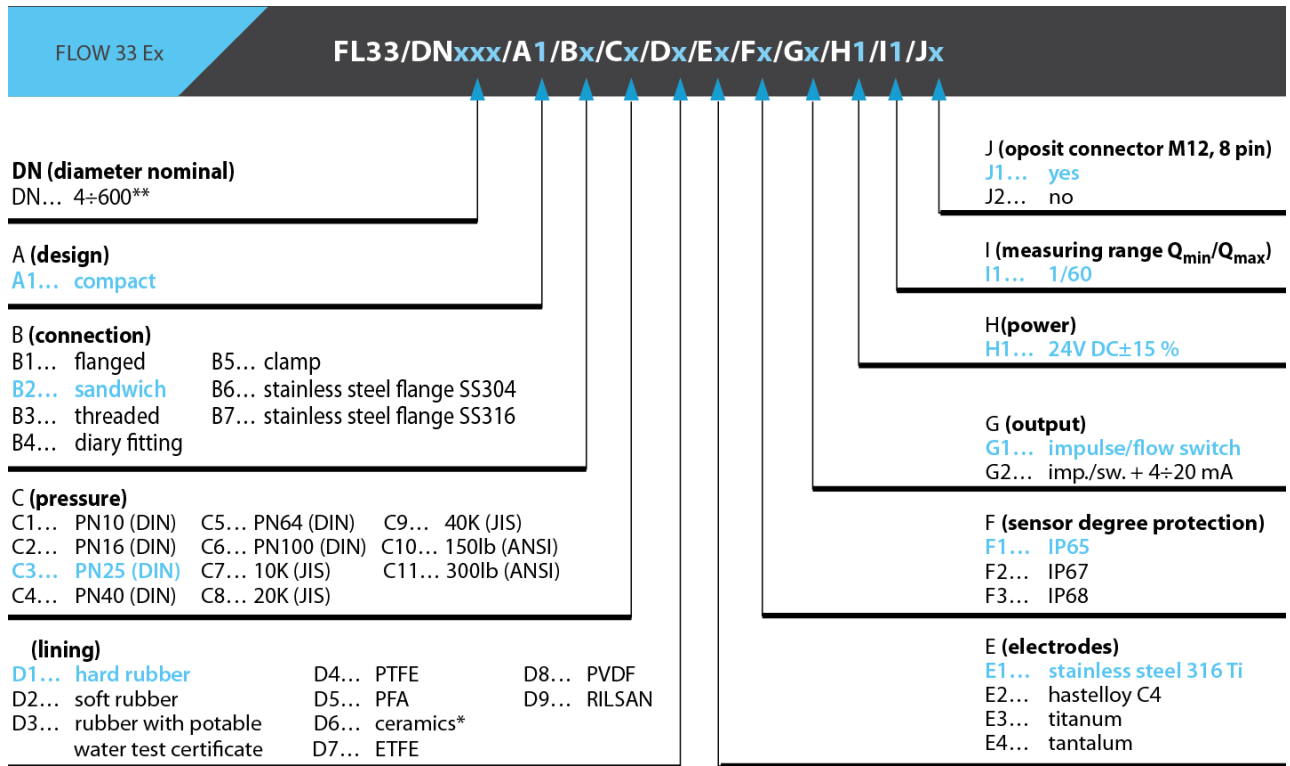 FLOW 33 Ex
FL33/DNxxx/A1/Bx/Cx/Dx/Ex/Fx/Gx/H1/I1/Jx
DN (diameter nominal)
DN… 4÷600**
A (design)
A1… compact
B (connection)
B1… flanged B5… clamp
B2… sandwich B6… stainless steel flange SS304
B3… threaded B7… stainless steel flange SS316
B4… diary fitting
C (pressure)
C1… PN10 (DIN) C5… PN64 (DIN) C9… 40K (JIS)
C2… PN16 (DIN) C6… PN100 (DIN) C10… 150lb (ANSI)
C3… PN25 (DIN) C7… 10K (JIS) C11… 300lb (ANSI)
C4… PN40 (DIN) C8… 20K (JIS)
(lining)
D1… hard rubber D4… PTFE D8… PVDF
D2… soft rubber D5… PFA D9… RILSAN
D3… rubber with potable D6… ceramics*
water test certificate D7… ETFE
J (oposit connector M12, 8 pin)
J1… yes
J2… no
I (measuring range Qmin/Qmax)
I1… 1/60
H(power)
H1… 24V DC±15 %
G (output)
G1… impulse/flow switch
G2… imp./sw. + 4÷20 mA
F (sensor degree protection)
F1… IP65
F2… IP67
F3… IP68
E (electrodes)
E1… stainless steel 316 Ti
E2… hastelloy C4
E3… titanum
E4… tantalum